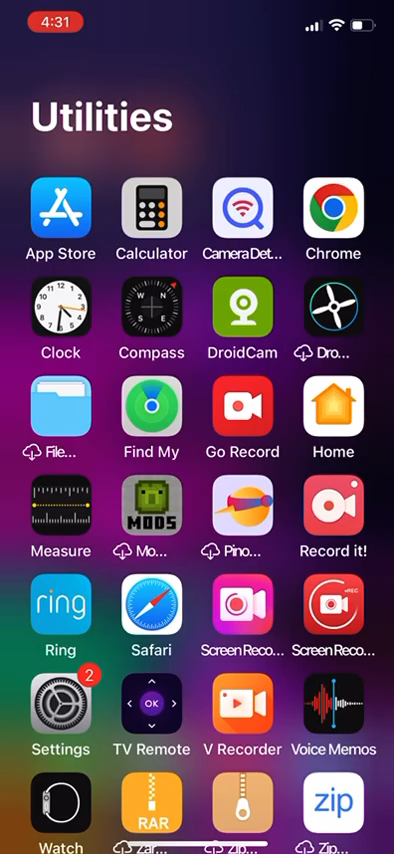 4:31
Utilities
App Store
Calculator
CameraDet...
Chrome
W N
S E
Clock
Compass
DroidCam
Dro...
File...
Find My
Go Record
Home
MODS
Measure
Mo...
Pino...
Record it!
ring
REC
Ring
Safari
Screen Reco...
Screen Reco...
2
OK
Settings
TV Remote
V Recorder
Voice Memos
RAR
zip
Watch
Zar...
Zip...
Zip...